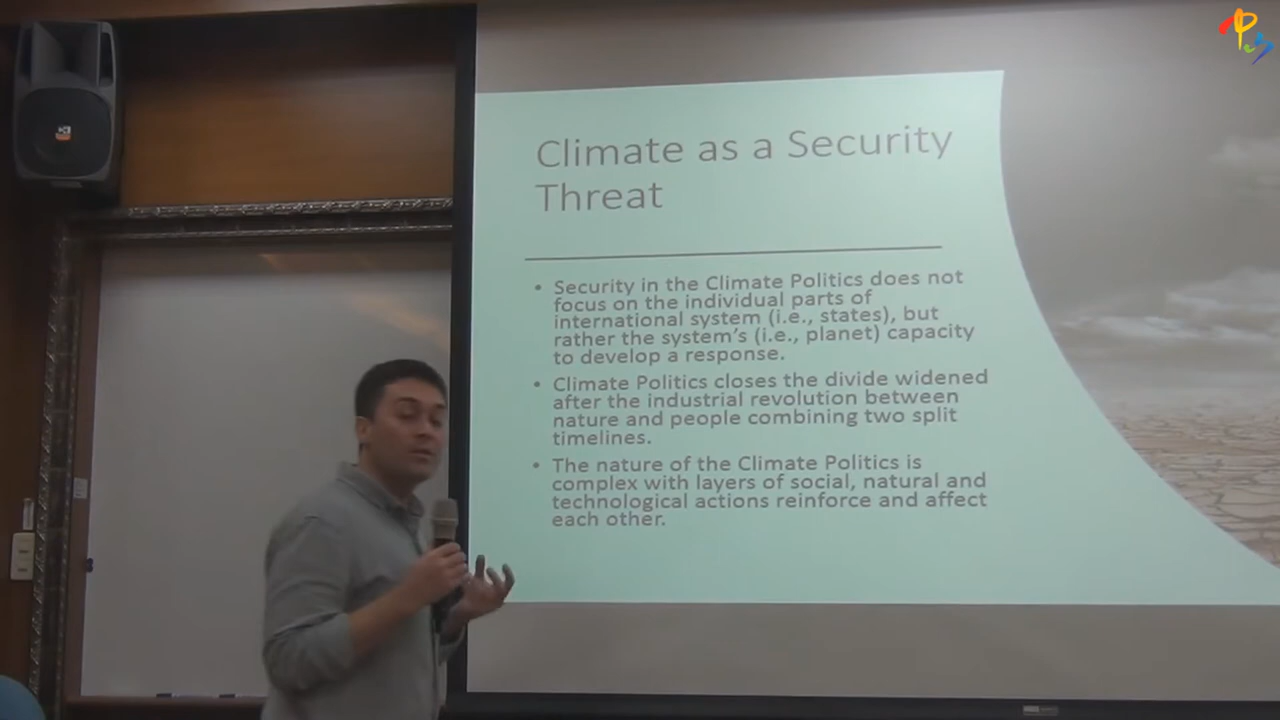 Climate as a Security
Threat
• Security in the Climate Politics does not
focus on the individual parts of
international system (i.e., states), but
rather the system's (i.e., planet) capacity
to develop a response.
• Climate Politics closes the divide widened
after the industrial revolution between
nature and people combining two split
timelines.
• The nature of the Climate Politics is
complex with layers of social, natural and
technological actions reinforce and affect
each other.